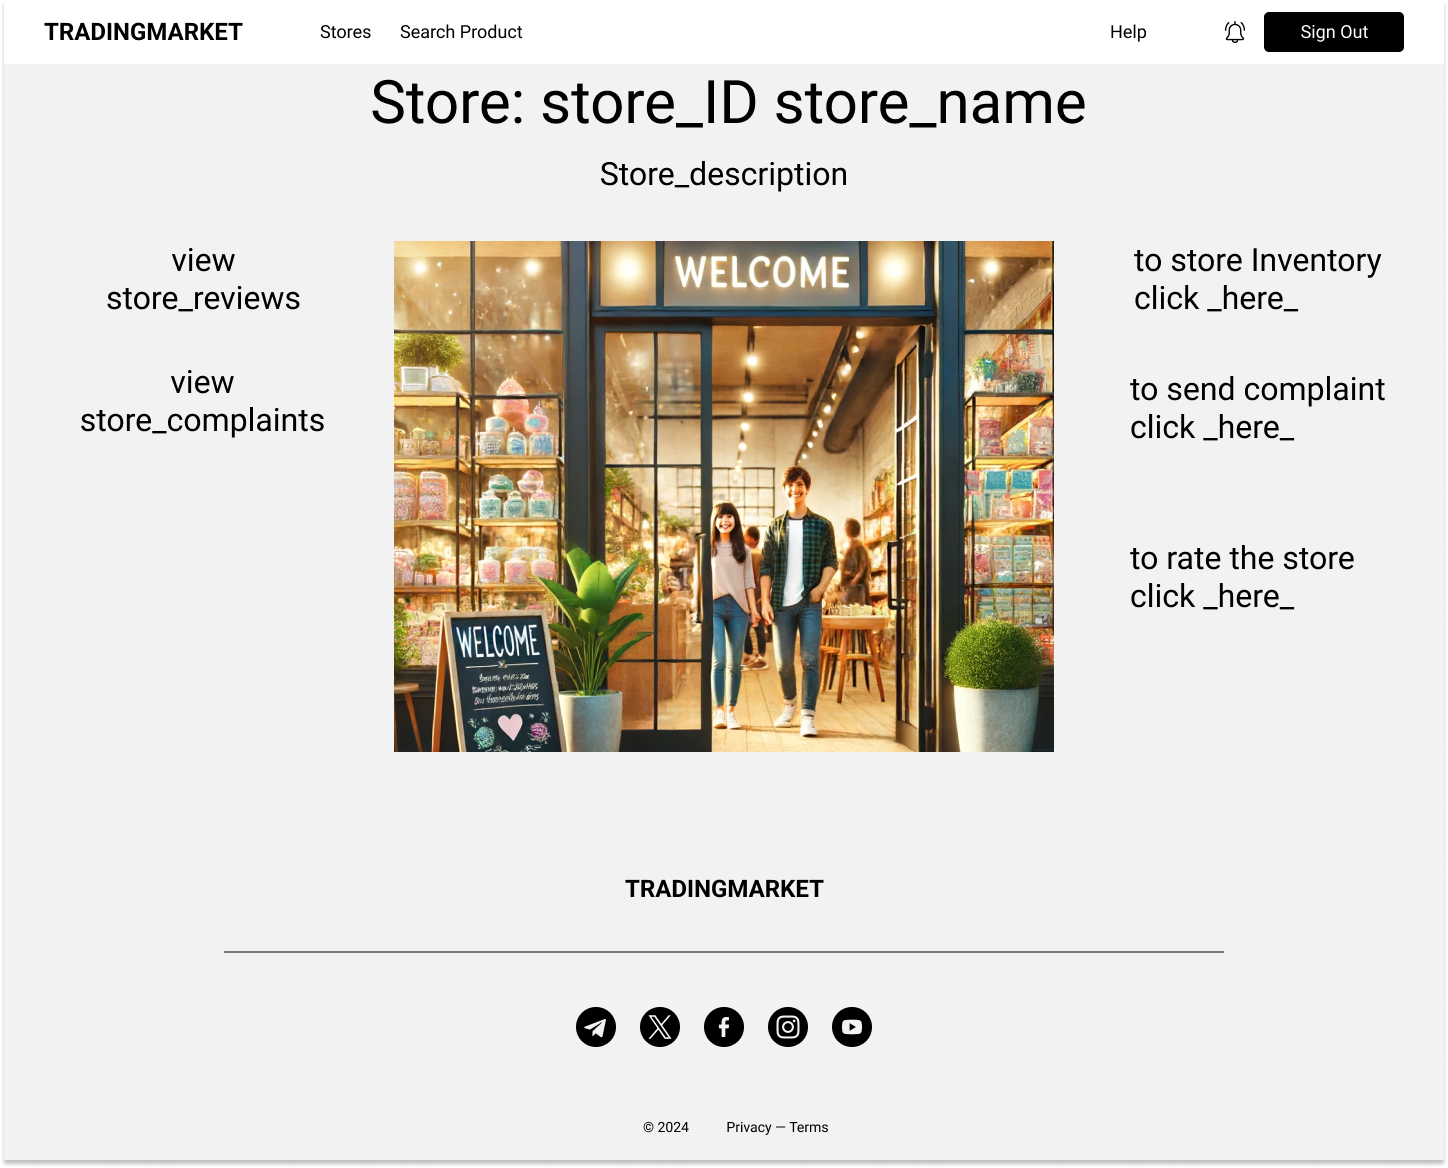 TRADINGMARKET
Stores
Search Product
Help
Sign Out
Store: store_ID store_name
Store_description
view
store_reviews
view
store_complaints
WELCOME
WELCOME
to store Inventory
click _here_
to send complaint
click _here_
to rate the store
click _here_
TRADINGMARKET
© 2024
Privacy — Terms